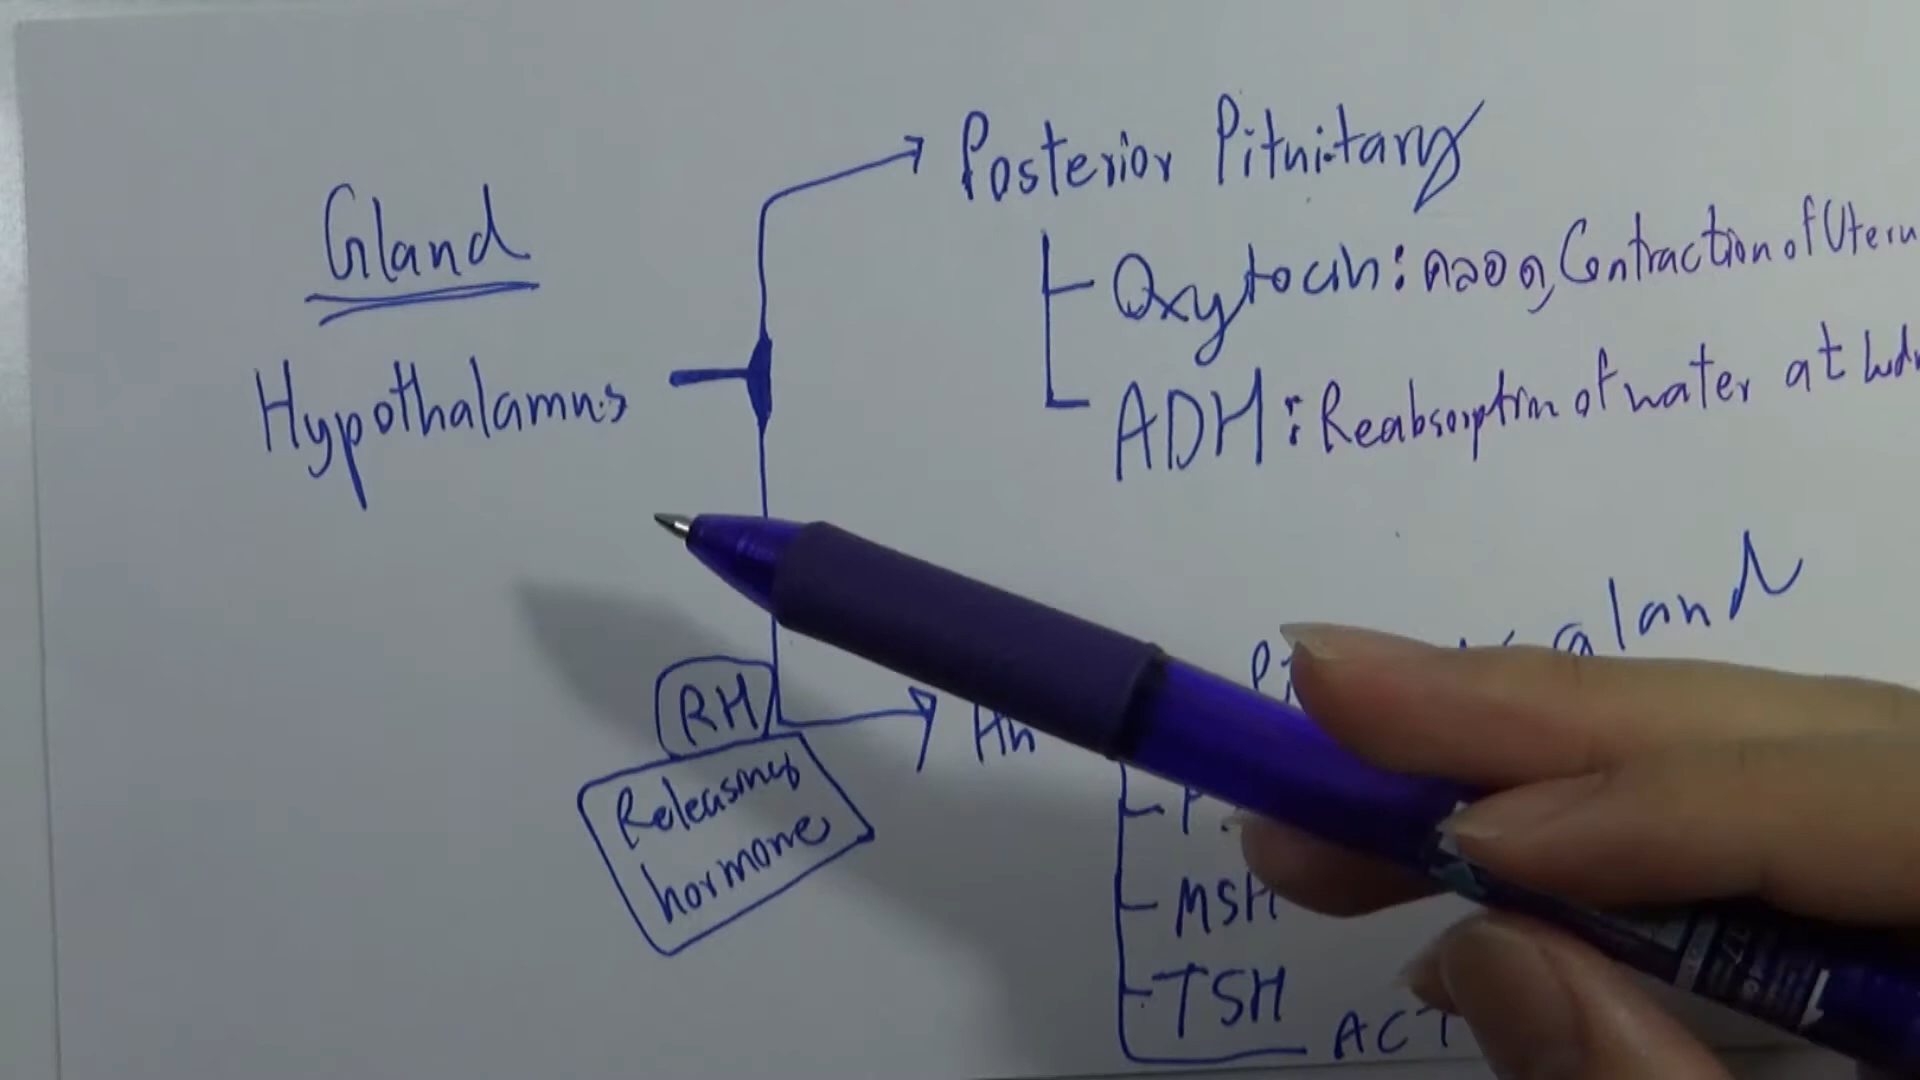 Gland
Hypothalamus
Posterior Pituitary
Oxytocin: คลอด, Contraction of Uteru
ADH: Reabsorption of water at
RH
Releasing
hormone
gland
MSH
TSH
ACT